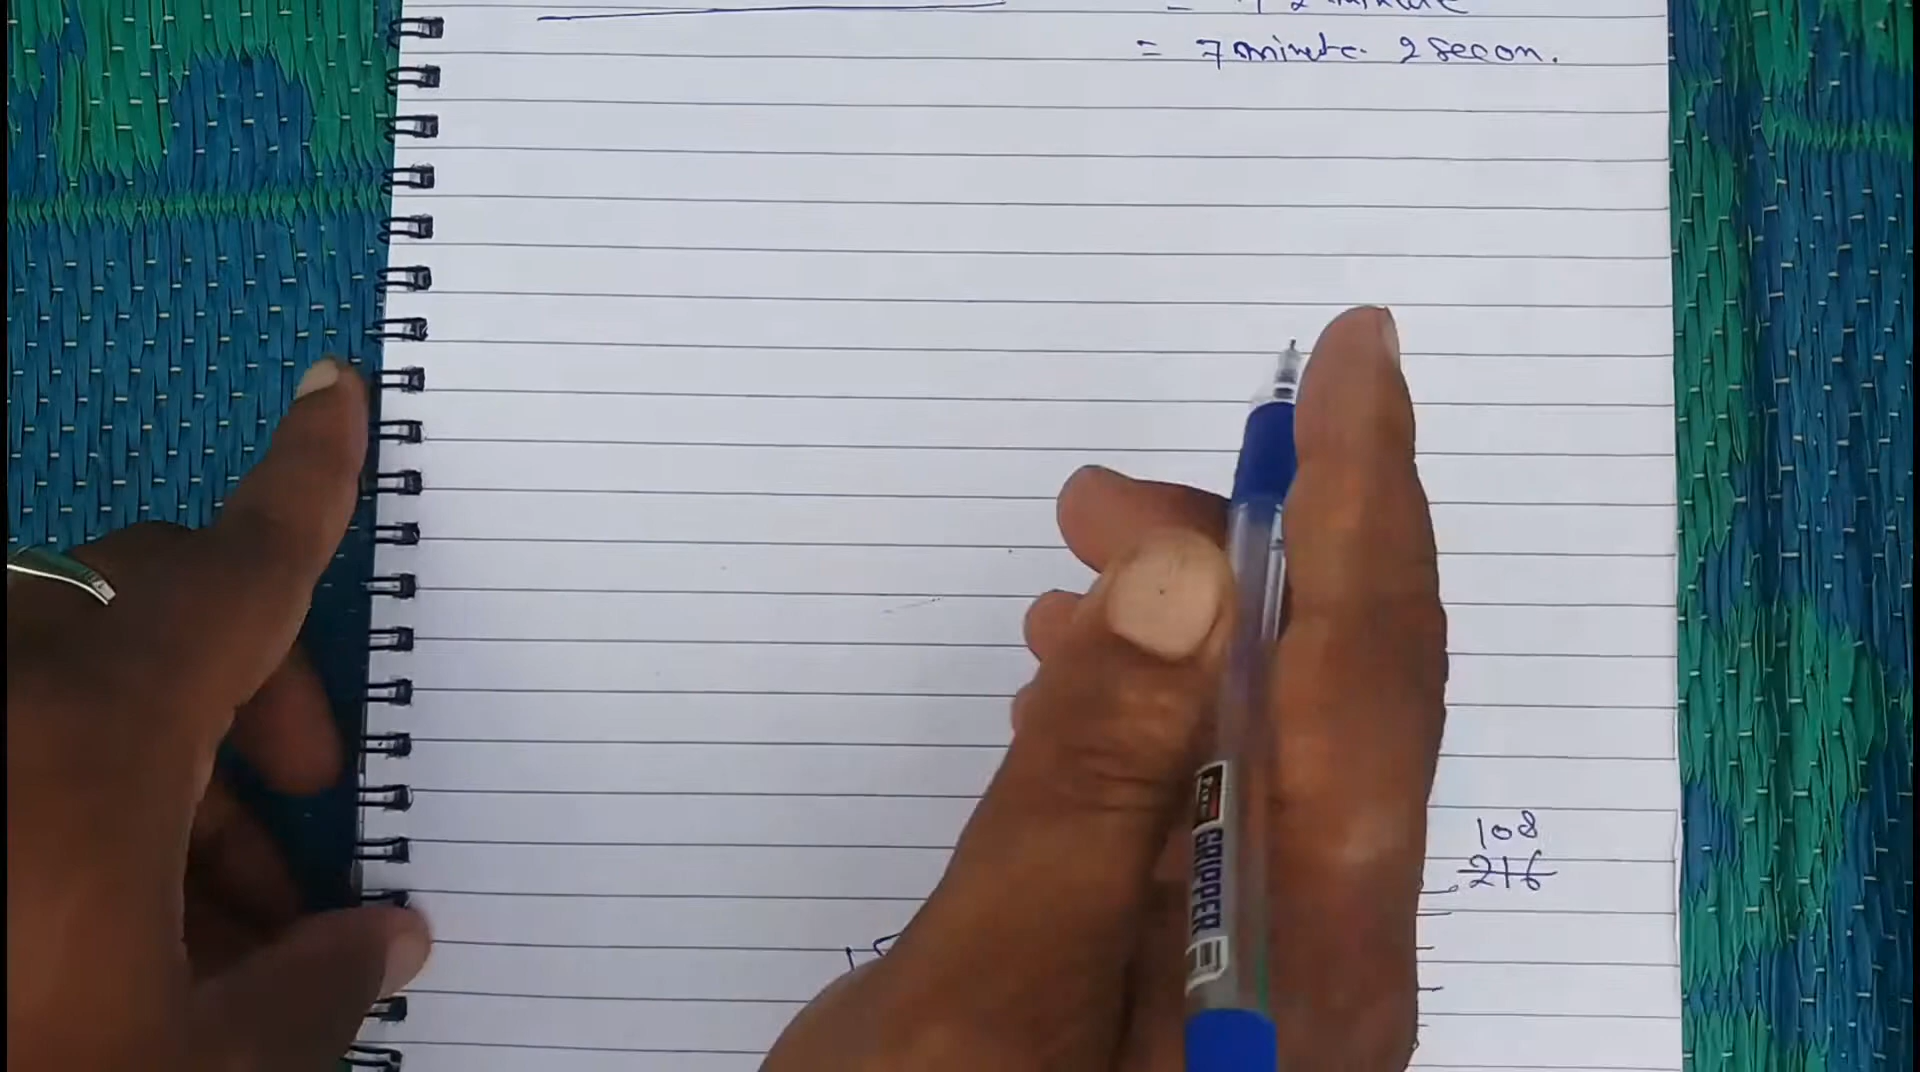 = 7 minute. 2 Secon.
108
216
GRIPPER